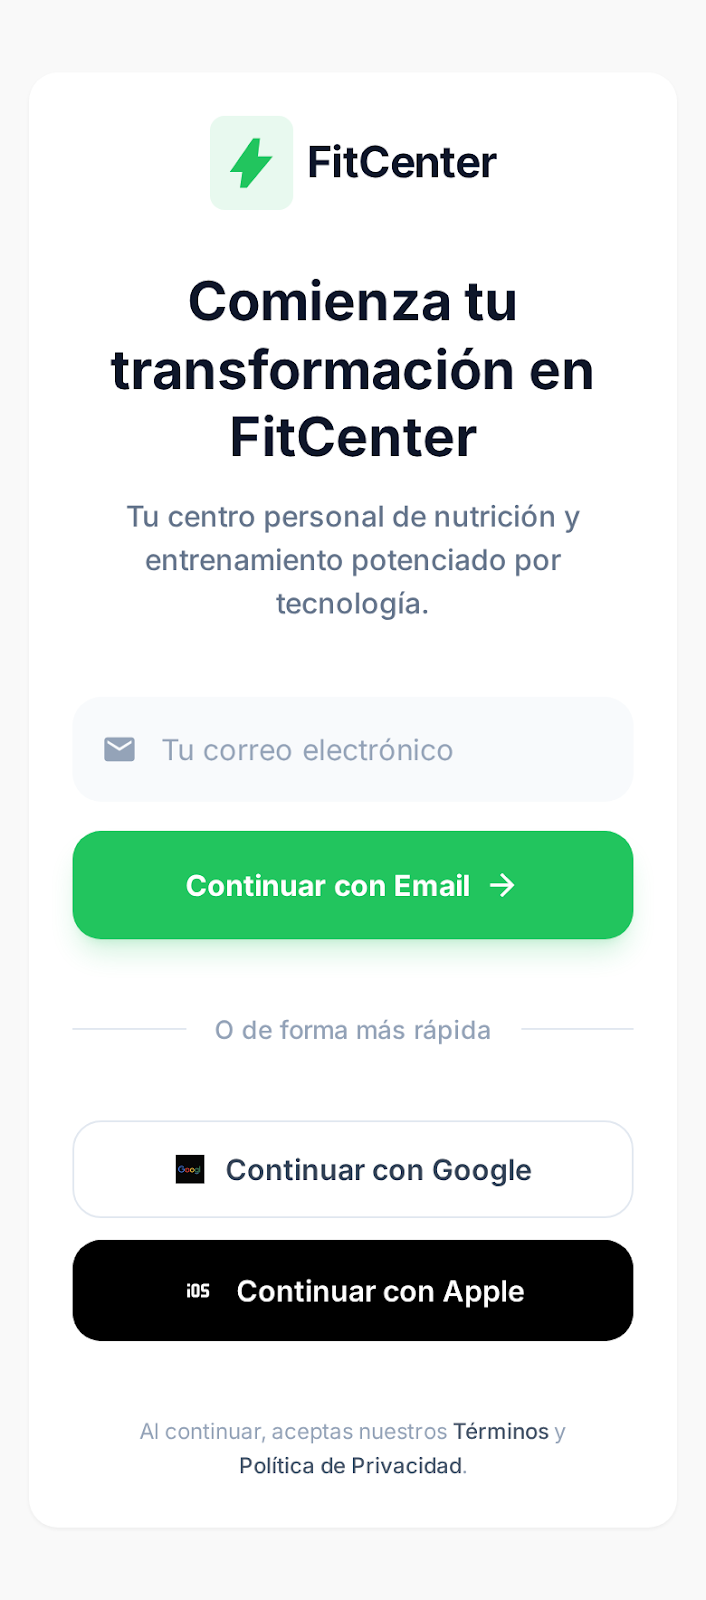 FitCenter
Comienza tu
transformación en
FitCenter
Tu centro personal de nutrición y
entrenamiento potenciado por
tecnología.
Tu correo electrónico
Continuar con Email
O de forma más rápida
Googl Continuar con Google
iOS Continuar con Apple
Al continuar, aceptas nuestros Términos y
Política de Privacidad.